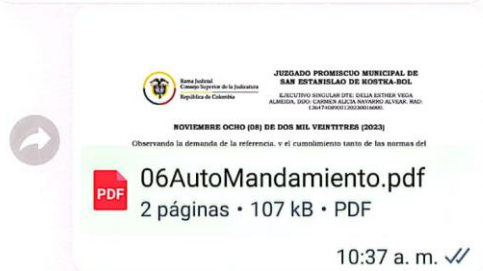 Rama Judicial
Consejo Superior de la Judicatura
República de Colombia
JUZGADO PROMISCUO MUNICIPAL DE
SAN ESTANISLAO DE KOSTKA-BOL
EJECUTIVO SINGULAR DTE: DELIA ESTHER VEGA
ALMEIDA, DDO: CARMEN ALICIA NAVARRO ALVEAR, RAD:
NOVIEMBRE OCHO (08) DE DOS MIL VEINTITRES (2023)
Observando la demanda de la referencia, y el cumplimiento tanto de las normas del
PDF
06AutoMandamiento.pdf
2 páginas • 107 kB • PDF
10:37 a. m.